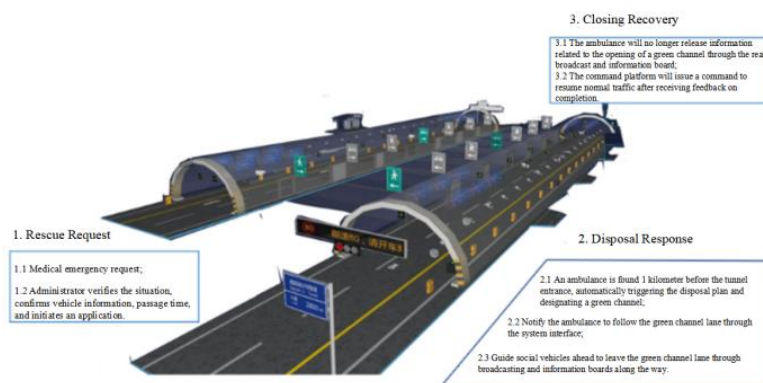 3. Closing Recovery
3.1 The ambulance will no longer release information
related to the opening of a green channel through the rea
broadcast and information board;
3.2 The command platform will issue a command to
resume normal traffic after receiving feedback on
completion.
1. Rescue Request
1.1 Medical emergency request;
1.2 Administrator verifies the situation,
confirms vehicle information, passage time,
and initiates an application.
2. Disposal Response
2.1 An ambulance is found 1 kilometer before the tunnel
entrance, automatically triggering the disposal plan and
designating a green channel;
2.2 Notify the ambulance to follow the green channel lane through
the system interface;
2.3 Guide social vehicles ahead to leave the green channel lane through
broadcasting and information boards along the way.